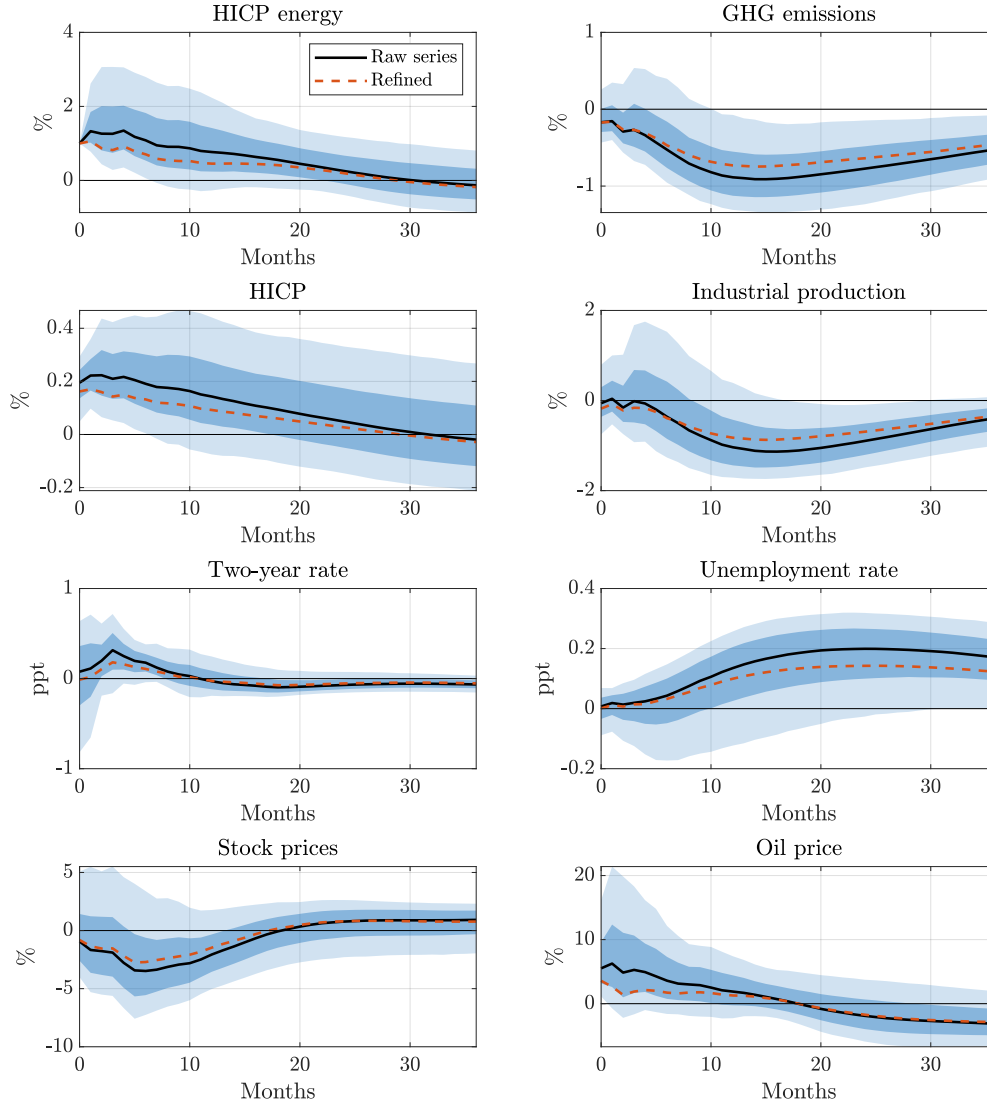 HICP energy
4
2
0
%
Raw series
Refined
0 10 20 30
Months
GHG emissions
1
0
-1
%
0 10 20 30
Months
HICP
0.4
0.2
0
-0.2
%
0 10 20 30
Months
Industrial production
2
0
-2
%
0 10 20 30
Months
Two-year rate
1
0
-1
ppt
0 10 20 30
Months
Unemployment rate
0.4
0.2
0
-0.2
ppt
0 10 20 30
Months
Stock prices
5
0
-5
-10
%
0 10 20 30
Months
Oil price
20
10
0
%
0 10 20 30
Months